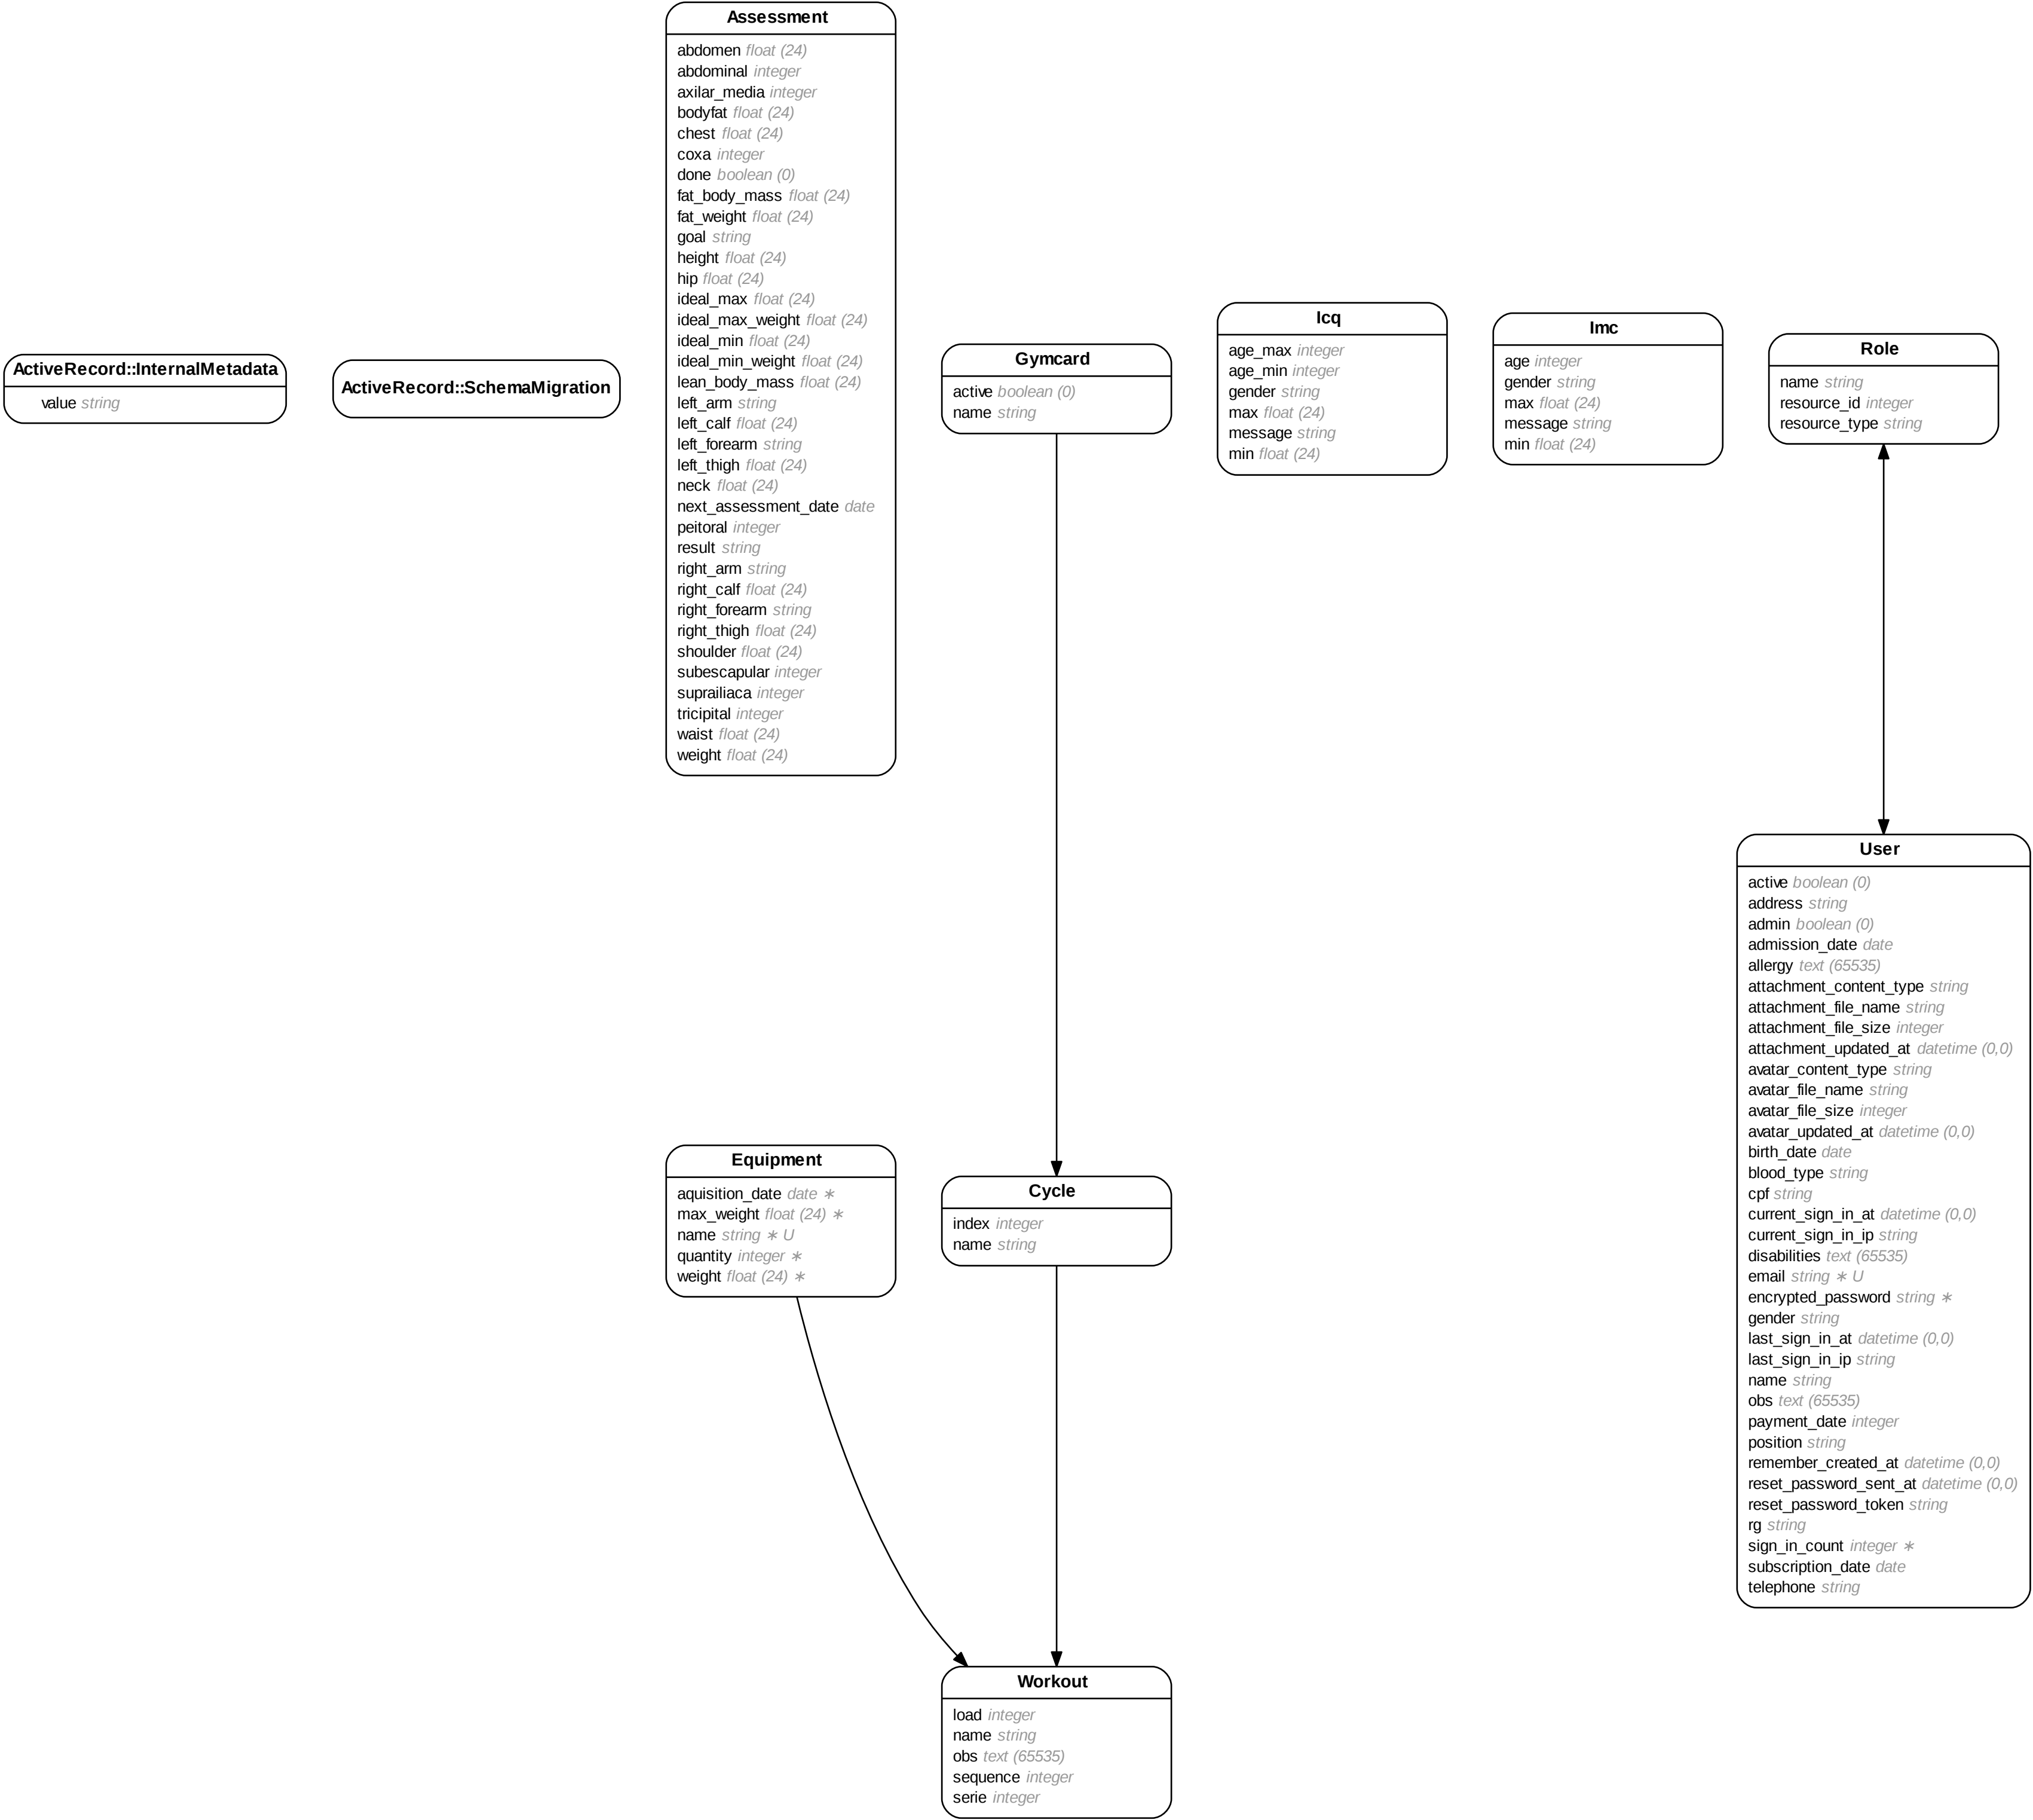 Assessment
abdomen float (24)
abdominal integer
axilar_media integer
bodyfat float (24)
chest float (24)
coxa integer
done boolean (0)
fat_body_mass float (24)
fat_weight float (24)
goal string
height float (24)
hip float (24)
ideal_max float (24)
ideal_max_weight float (24)
ideal_min float (24)
ideal_min_weight float (24)
lean_body_mass float (24)
left_arm string
left_calf float (24)
left_forearm string
left_thigh float (24)
neck float (24)
next_assessment_date date
peitoral integer
result string
right_arm string
right_calf float (24)
right_forearm string
right_thigh float (24)
shoulder float (24)
subescapular integer
suprailiaca integer
tricipital integer
waist float (24)
weight float (24)
ActiveRecord::InternalMetadata
value string
ActiveRecord::SchemaMigration
Gymcard
active boolean (0)
name string
Icq
age_max integer
age_min integer
gender string
max float (24)
message string
min float (24)
Imc
age integer
gender string
max float (24)
message string
min float (24)
Role
name string
resource_id integer
resource_type string
User
active boolean (0)
address string
admin boolean (0)
admission_date date
allergy text (65535)
attachment_content_type string
attachment_file_name string
attachment_file_size integer
attachment_updated_at datetime (0,0)
avatar_content_type string
avatar_file_name string
avatar_file_size integer
avatar_updated_at datetime (0,0)
birth_date date
blood_type string
cpf string
current_sign_in_at datetime (0,0)
current_sign_in_ip string
disabilities text (65535)
email string ∗ U
encrypted_password string ∗
gender string
last_sign_in_at datetime (0,0)
last_sign_in_ip string
name string
obs text (65535)
payment_date integer
position string
remember_created_at datetime (0,0)
reset_password_sent_at datetime (0,0)
reset_password_token string
rg string
sign_in_count integer ∗
subscription_date date
telephone string
Equipment
aquisition_date date ∗
max_weight float (24) ∗
name string ∗ U
quantity integer ∗
weight float (24) ∗
Cycle
index integer
name string
Workout
load integer
name string
obs text (65535)
sequence integer
serie integer